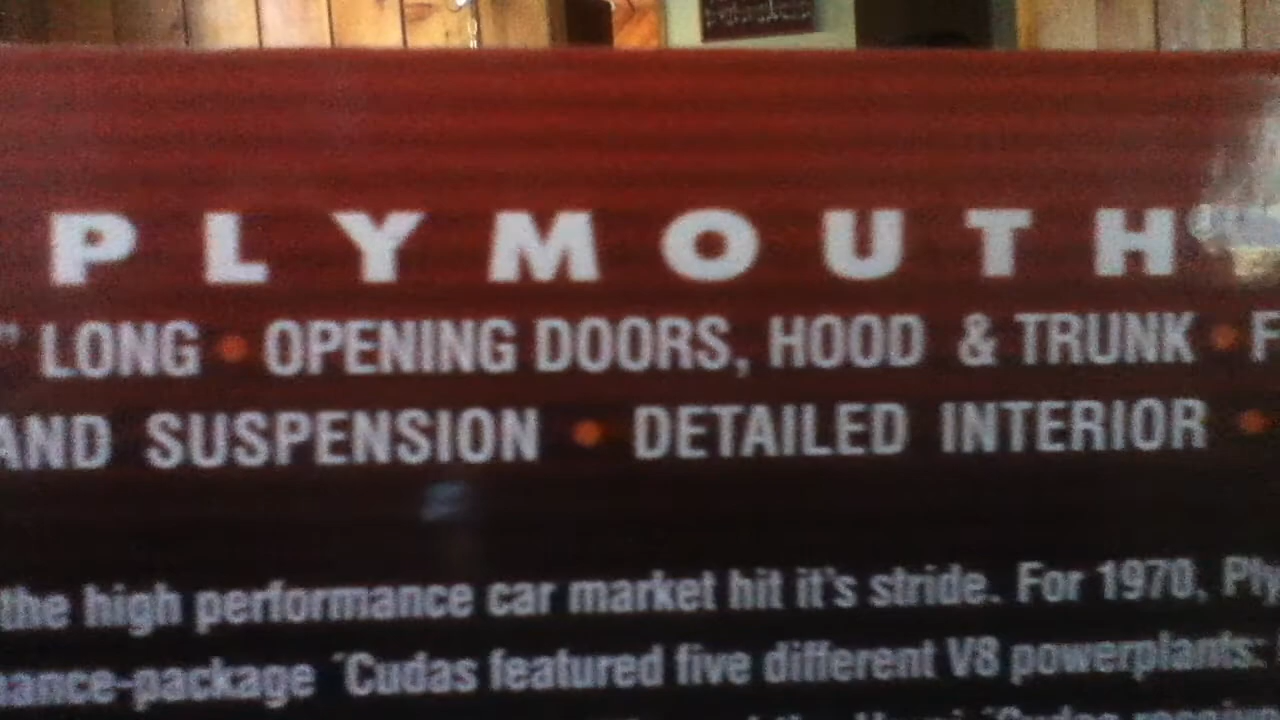 PLYMOUTH
" LONG • OPENING DOORS, HOOD & TRUNK • F
AND SUSPENSION • DETAILED INTERIOR •
the high performance car market hit it's stride. For 1970, Ply
ance-package ´Cudas featured five different V8 powerplants: